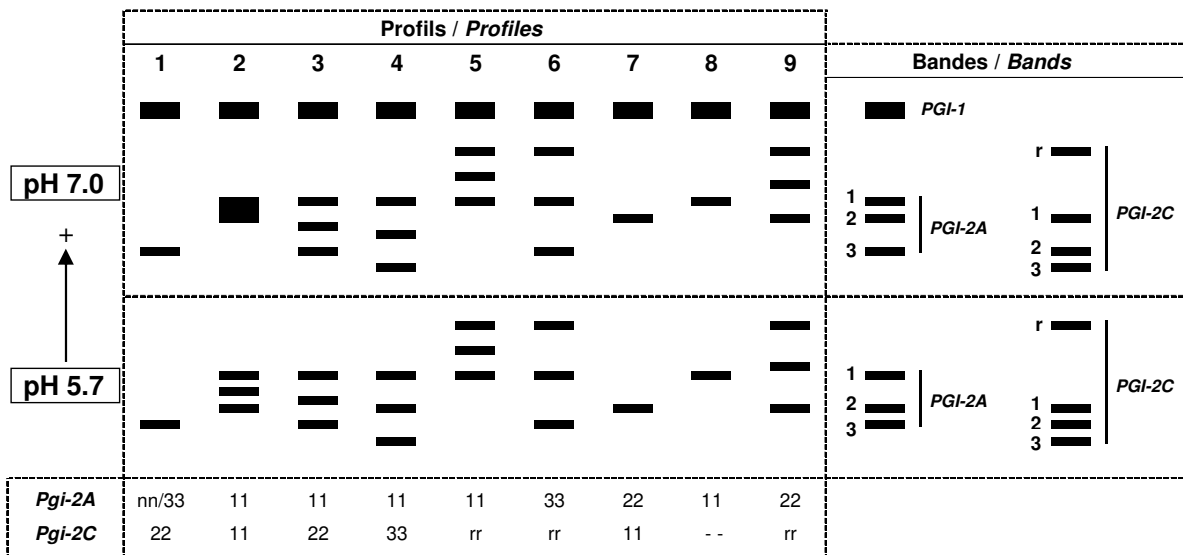 Profils / Profiles
1 2 3 4 5 6 7 8 9
Bandes / Bands
PGI-1
r
pH 7.0
1 1 PGI-2C
2 PGI-2A
+
3 2
3
r
pH 5.7
1 PGI-2C
2 PGI-2A 1
3 2
3
Pgi-2A nn/33 11 11 11 11 33 22 11 22
Pgi-2C 22 11 22 33 rr rr 11 - - rr